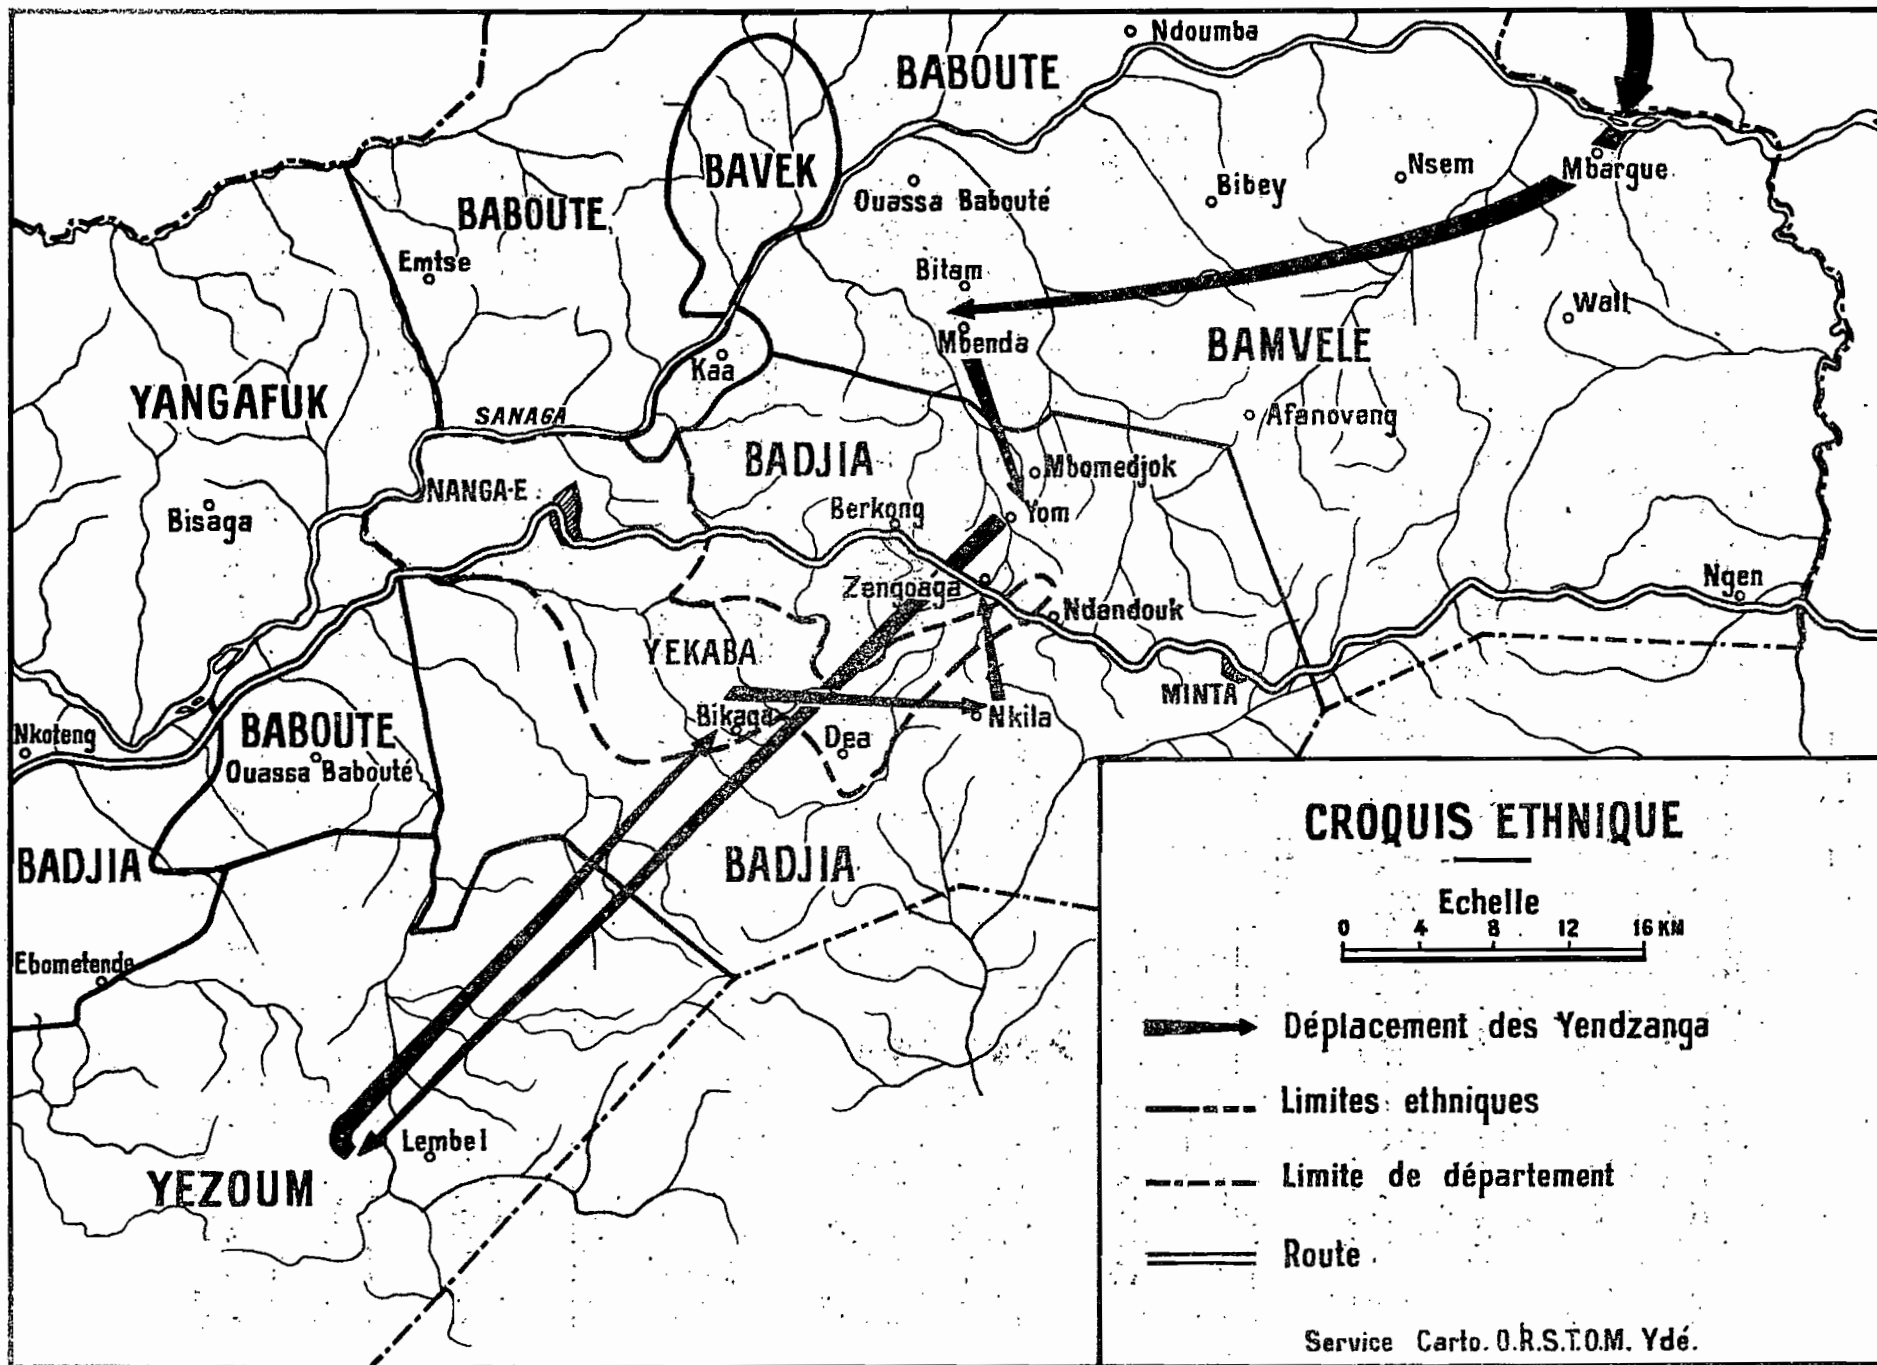 Ndoumba
BABOUTE
BAVEK
Mbargue
Nsem
Bibey
Ouassa Babouté
BABOUTE
Emtse
Bitam
Wall
Mbenda
BAMVELE
Kaa
YANGAFUK
SANAGA
Afanoveng
BADJIA
Mbomedjok
NANGA-E
Bisaga
Berkong
Yom
Zengoaga
Ngen
Ndandouk
YEKABA
MINTA
Bikaga
Nkila
Nkoteng
BABOUTE
Dea
Ouassa Babouté
BADJIA
BADJIA
Ebometende
Lembel
YEZOUM
CROQUIS ETHNIQUE
Echelle
0 4 8 12 16 KM
Déplacement des Yendzanga
Limites ethniques
Limite de département
Route
Service Carto. O.R.S.T.O.M. Ydé.